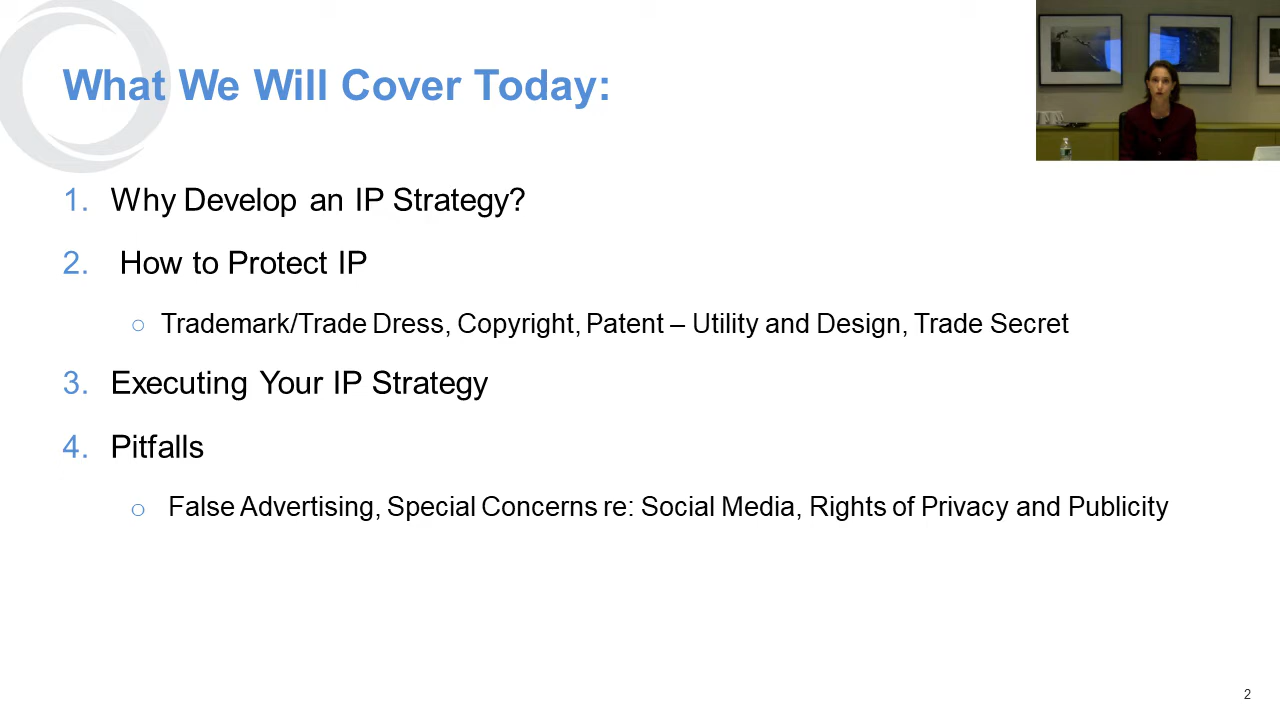 What We Will Cover Today:
1. Why Develop an IP Strategy?
2. How to Protect IP
○ Trademark/Trade Dress, Copyright, Patent – Utility and Design, Trade Secret
3. Executing Your IP Strategy
4. Pitfalls
○ False Advertising, Special Concerns re: Social Media, Rights of Privacy and Publicity
2